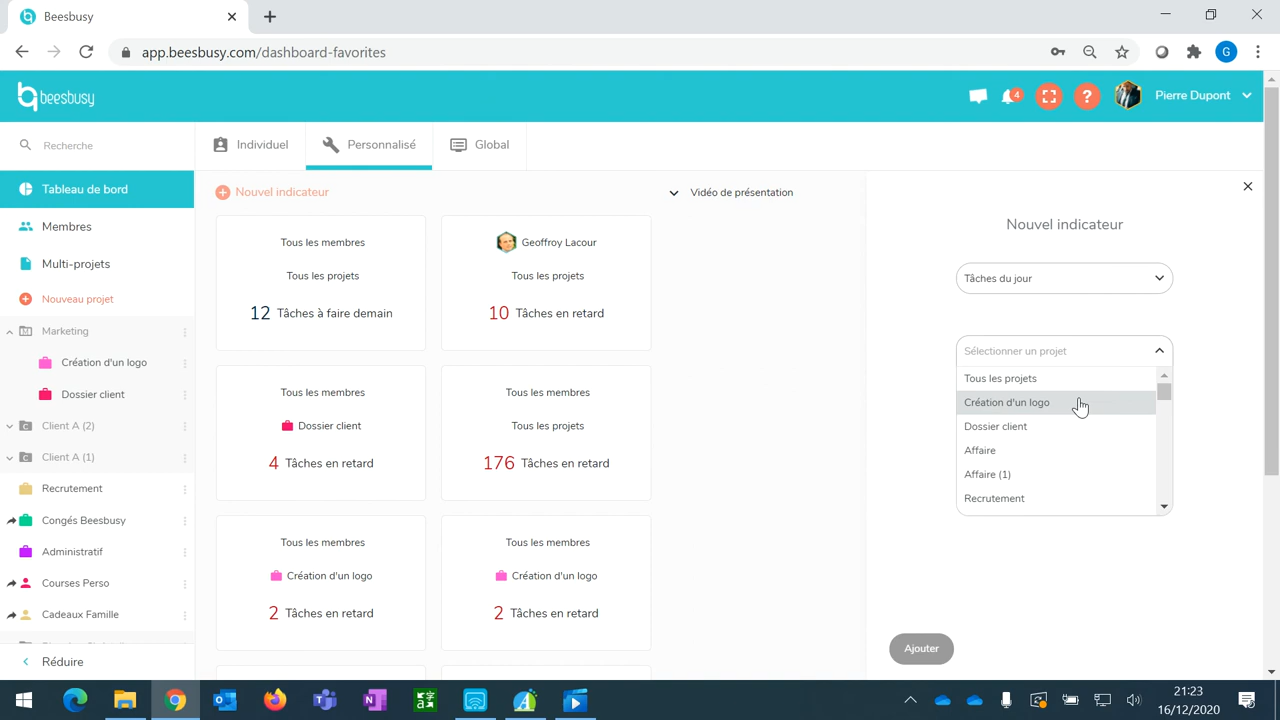 Beesbusy
app.beesbusy.com/dashboard-favorites
G
beesbusy
4
?
Pierre Dupont
Recherche
Individuel
Personnalisé
Global
Tableau de bord
Membres
Multi-projets
Nouveau projet
Marketing
Création d'un logo
Dossier client
Client A (2)
Client A (1)
Recrutement
Congés Beesbusy
Administratif
Courses Perso
Cadeaux Famille
Réduire
Nouvel indicateur
Vidéo de présentation
Tous les membres
Tous les projets
12 Tâches à faire demain
Geoffroy Lacour
Tous les projets
10 Tâches en retard
Tous les membres
Dossier client
4 Tâches en retard
Tous les membres
Tous les projets
176 Tâches en retard
Tous les membres
Création d'un logo
2 Tâches en retard
Tous les membres
Création d'un logo
2 Tâches en retard
Nouvel indicateur
Tâches du jour
Sélectionner un projet
Tous les projets
Création d'un logo
Dossier client
Affaire
Affaire (1)
Recrutement
Ajouter
21:23
16/12/2020